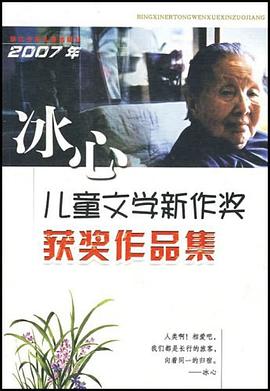 BINGXINERTONGWENXUEXINZUOJIANG
2007年
冰心
儿童文学新作奖
获奖作品集
人类啊！相爱吧，
我们都是长行的旅客，
向着同一的归宿。
——冰心